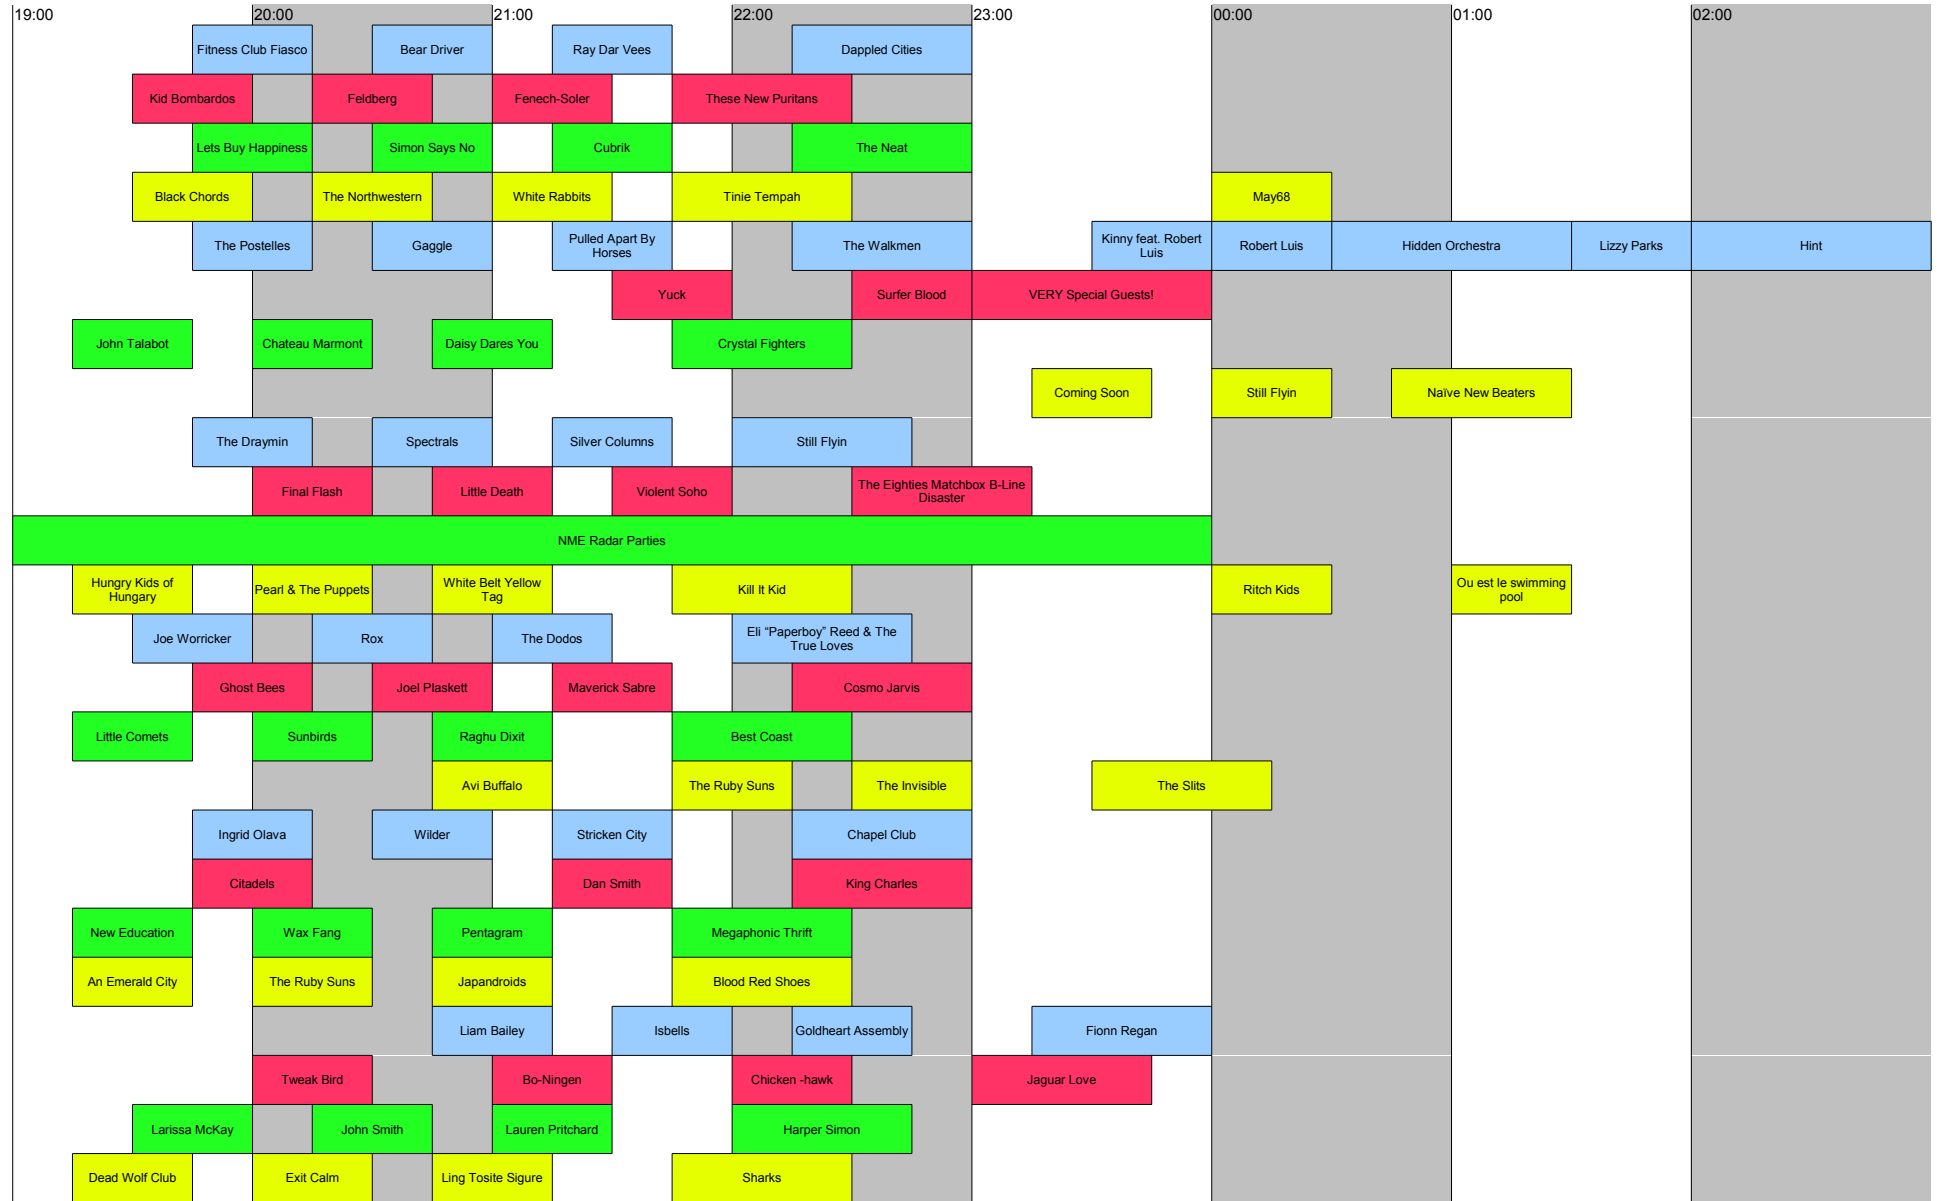 19:00 20:00 21:00 22:00 23:00 00:00 01:00 02:00
Fitness Club Fiasco Bear Driver Ray Dar Vees Dappled Cities
Kid Bombardos Feldberg Fenech-Soler These New Puritans
Lets Buy Happiness Simon Says No Cubrik The Neat
Black Chords The Northwestern White Rabbits Tinie Tempah May68
The Postelles Gaggle Pulled Apart By
Horses The Walkmen Kinny feat. Robert
Luis Robert Luis Hidden Orchestra Lizzy Parks Hint
Yuck Surfer Blood VERY Special Guests!
John Talabot Chateau Marmont Daisy Dares You Crystal Fighters
Coming Soon Still Flyin Naïve New Beaters
The Draymin Spectrals Silver Columns Still Flyin
Final Flash Little Death Violent Soho The Eighties Matchbox B-Line
Disaster
NME Radar Parties
Hungry Kids of
Hungary Pearl & The Puppets White Belt Yellow
Tag Kill It Kid Ritch Kids Ou est le swimming
pool
Joe Worricker Rox The Dodos Eli “Paperboy” Reed & The
True Loves
Ghost Bees Joel Plaskett Maverick Sabre Cosmo Jarvis
Little Comets Sunbirds Raghu Dixit Best Coast
Avi Buffalo The Ruby Suns The Invisible The Slits
Ingrid Olava Wilder Stricken City Chapel Club
Citadels Dan Smith King Charles
New Education Wax Fang Pentagram Megaphonic Thrift
An Emerald City The Ruby Suns Japandroids Blood Red Shoes
Liam Bailey Isbells Goldheart Assembly Fionn Regan
Tweak Bird Bo-Ningen Chicken -hawk Jaguar Love
Larissa McKay John Smith Lauren Pritchard Harper Simon
Dead Wolf Club Exit Calm Ling Tosite Sigure Sharks